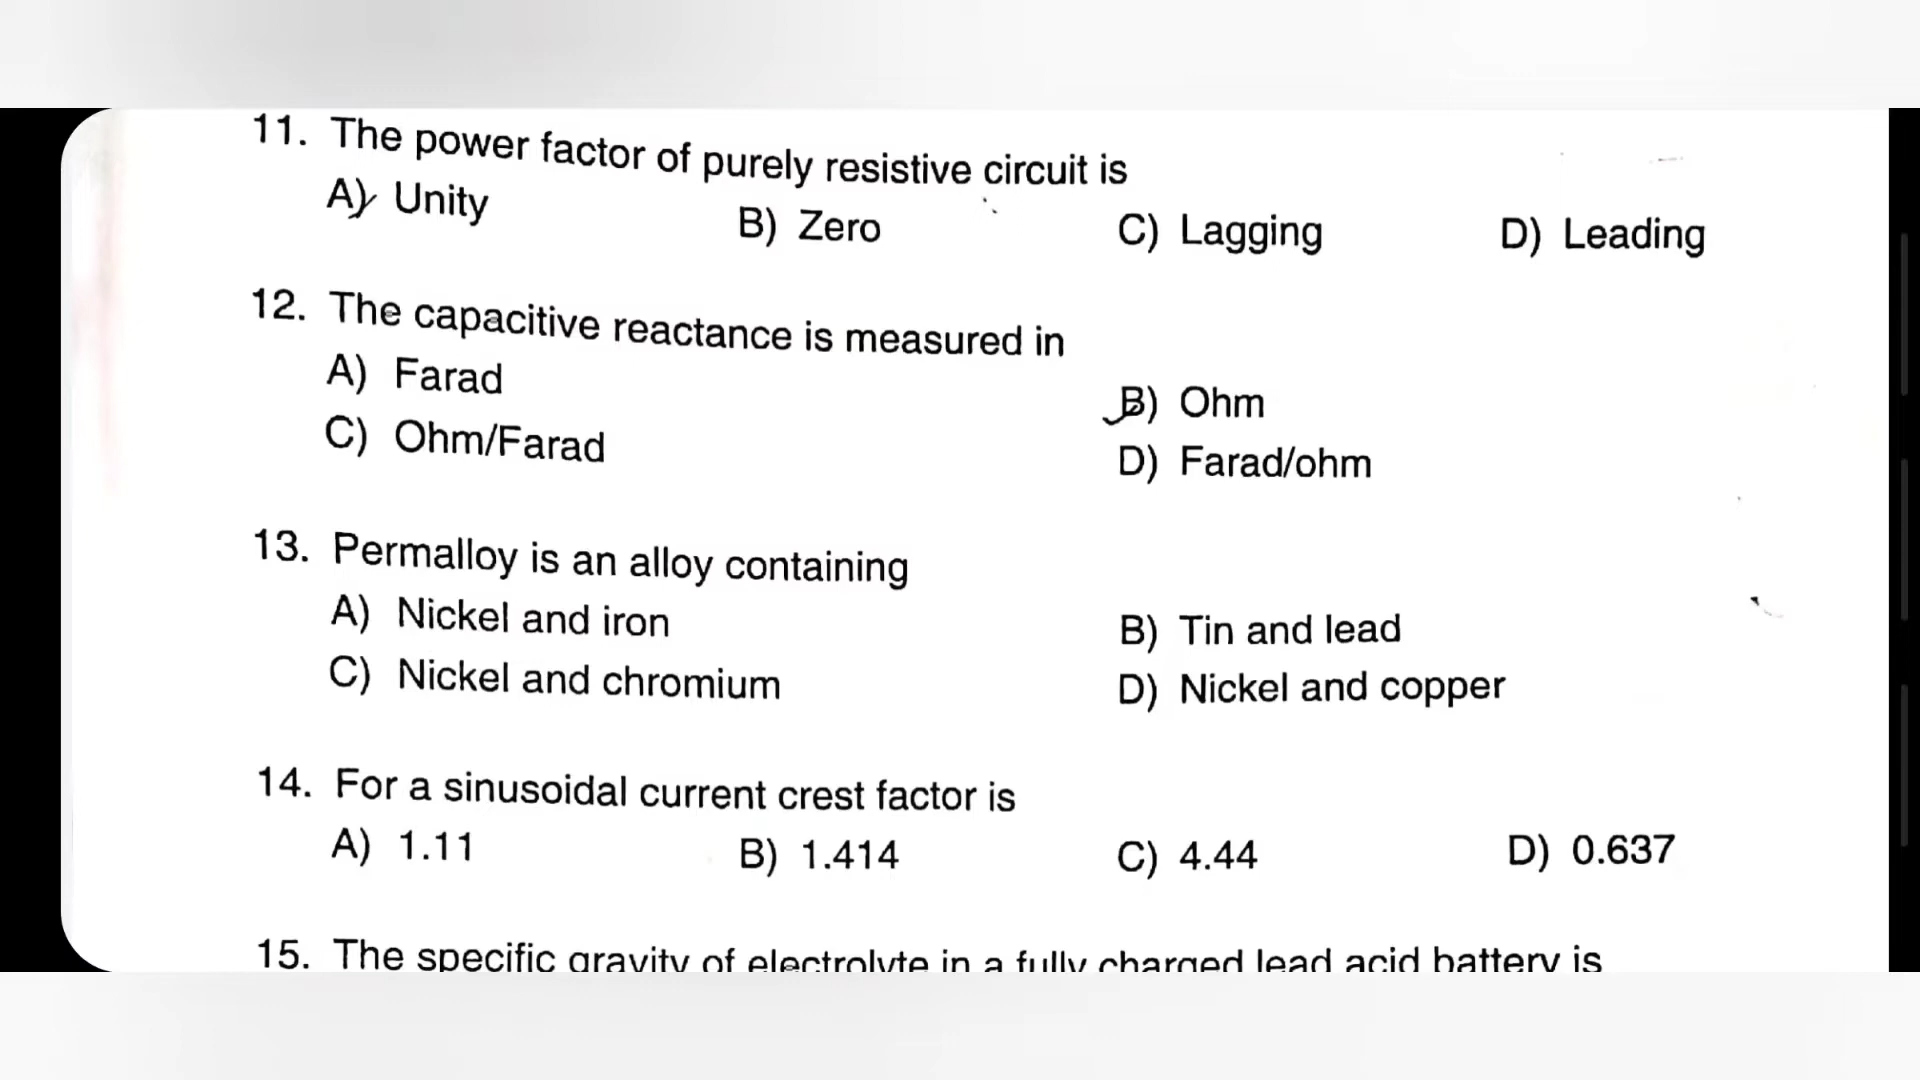 11. The power factor of purely resistive circuit is
A) Unity B) Zero C) Lagging D) Leading
12. The capacitive reactance is measured in
A) Farad B) Ohm
C) Ohm/Farad D) Farad/ohm
13. Permalloy is an alloy containing
A) Nickel and iron B) Tin and lead
C) Nickel and chromium D) Nickel and copper
14. For a sinusoidal current crest factor is
A) 1.11 B) 1.414 C) 4.44 D) 0.637
15. The specific gravity of electrolyte in a fully charged lead acid battery is